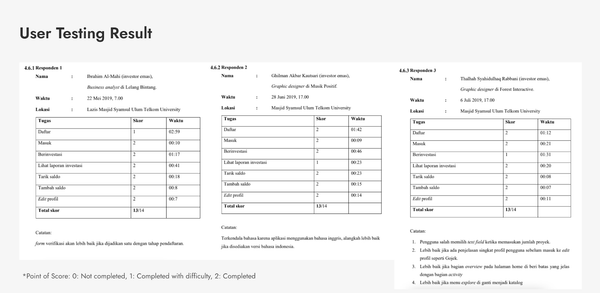 User Testing Result
4.6.1 Responden 1
Nama : Ibrahim Al-Mahi (investor emas),
Business analyst di Lelang Bintang.
Waktu : 22 Mei 2019, 7.00
Lokasi : Luzio Masjid Syamsul Ulum Telkom University
Tugas Skor Waktu
Daftar 1 02:59
Masuk 2 00:10
Berinvestasi 2 01:17
Lihat laporan investasi 2 00:41
Tarik saldo 2 00:18
Tambah saldo 2 00:8
Edit profil 2 00:7
Total skor 13/14
Catatan:
form verifikasi akan lebih baik jika dijadikan satu dengan tahap pendaftaran.
4.6.2 Responden 2
Nama : Ghilman Akbar Kautsari (investor emas),
Graphic designer di Musik Positif.
Waktu : 28 Juni 2019, 17.00
Lokasi : Masjid Syamsul Ulum Telkom University
Tugas Skor Waktu
Daftar 2 01:42
Masuk 2 00:09
Berinvestasi 2 00:46
Lihat laporan investasi 1 00:23
Tarik saldo 2 00:23
Tambah saldo 2 00:15
Edit profil 2 00:14
Total skor 13/14
Catatan
Terkendala bahasa karena aplikasi menggunakan bahasa inggris, alangkah lebih baik
jika disediakan versi bahasa indonesia.
4.6.3 Responden 3
Nama : Thalhah Syahidulhaq Rabbani (investor emas),
Graphic designer di Forest Interactive.
Waktu : 6 Juli 2019, 17.00
Lokasi : Masjid Syamsul Ulum Telkom University
Tugas Skor Waktu
Daftar 2 01:12
Masuk 2 00:21
Berinvestasi 1 01:31
Lihat laporan investasi 2 00:20
Tarik saldo 2 00:08
Tambah saldo 2 00:07
Edit profil 2 00:11
Total skor 13/14
Catatan:
1. Pengguna salah memilih text field ketika memasukan jumlah proyek.
2. Lebih baik jika ada penjelasan singkat profil pengguna sebelum masuk ke edit
profil seperti Gojek.
3. Lebih baik jika bagian overview pada halaman home di beri batas yang jelas
dengan bagian activity
4. Lebih baik jika menu explore di ganti menjadi katalog
*Point of Score: 0: Not completed, 1: Completed with difficulty, 2: Completed